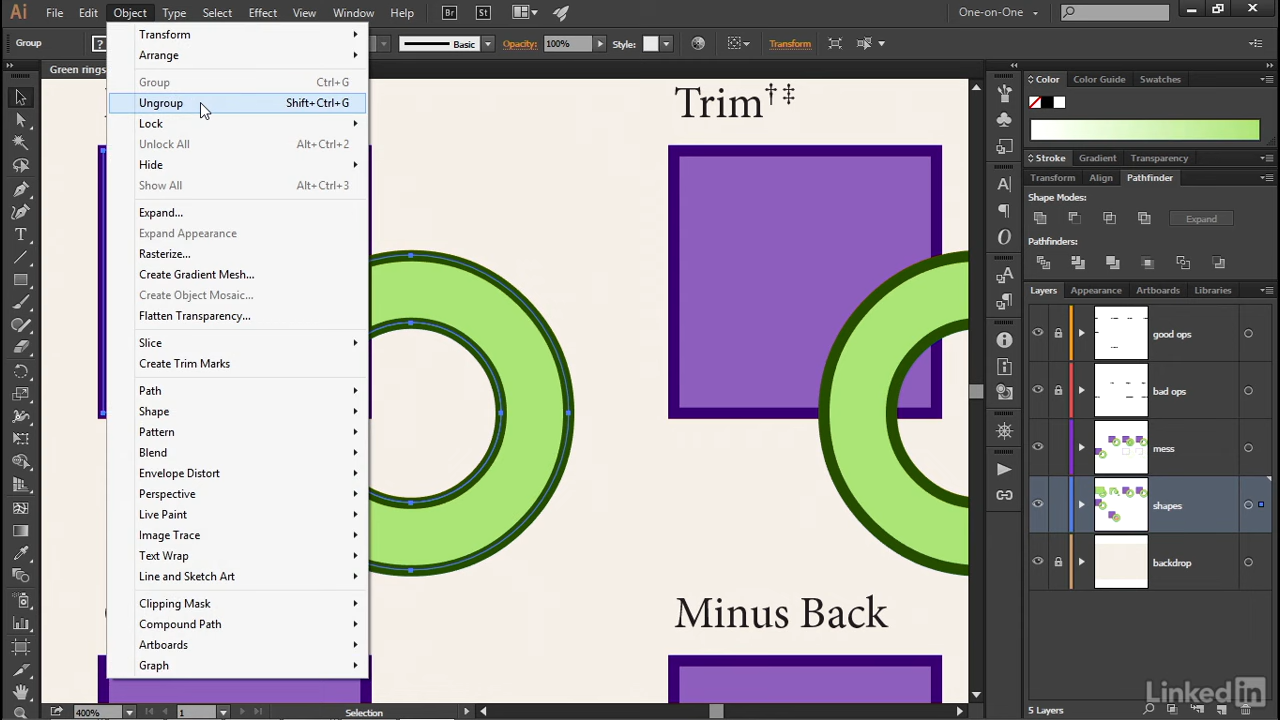 Ai File Edit Object Type Select Effect View Window Help Br St One-on-One
Group Basic Opacity: 100% Style: Transform
Green rings
Transform
Arrange
Group Ctrl+G
Ungroup Shift+Ctrl+G
Lock
Unlock All Alt+Ctrl+2
Hide
Show All Alt+Ctrl+3
Expand...
Expand Appearance
Rasterize...
Create Gradient Mesh...
Create Object Mosaic...
Flatten Transparency...
Slice
Create Trim Marks
Path
Shape
Pattern
Blend
Envelope Distort
Perspective
Live Paint
Image Trace
Text Wrap
Line and Sketch Art
Clipping Mask
Compound Path
Artboards
Graph
Trim†‡
Minus Back
Color Color Guide Swatches
Stroke Gradient Transparency
Transform Align Pathfinder
Shape Modes:
Expand
Pathfinders:
Layers Appearance Artboards Libraries
good ops
bad ops
mess
shapes
backdrop
5 Layers
400% 1 Selection
LinkedIn